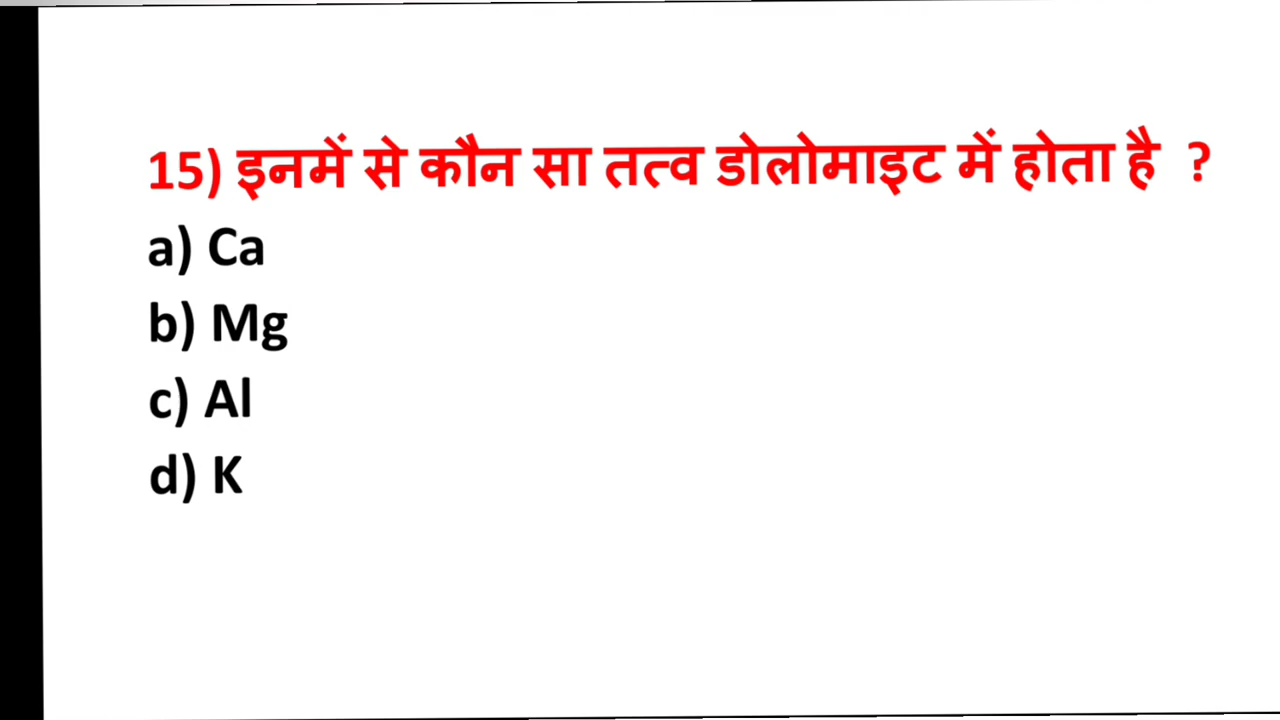 15) इनमें से कौन सा तत्व डोलोमाइट में होता है ?
a) Ca
b) Mg
c) Al
d) K